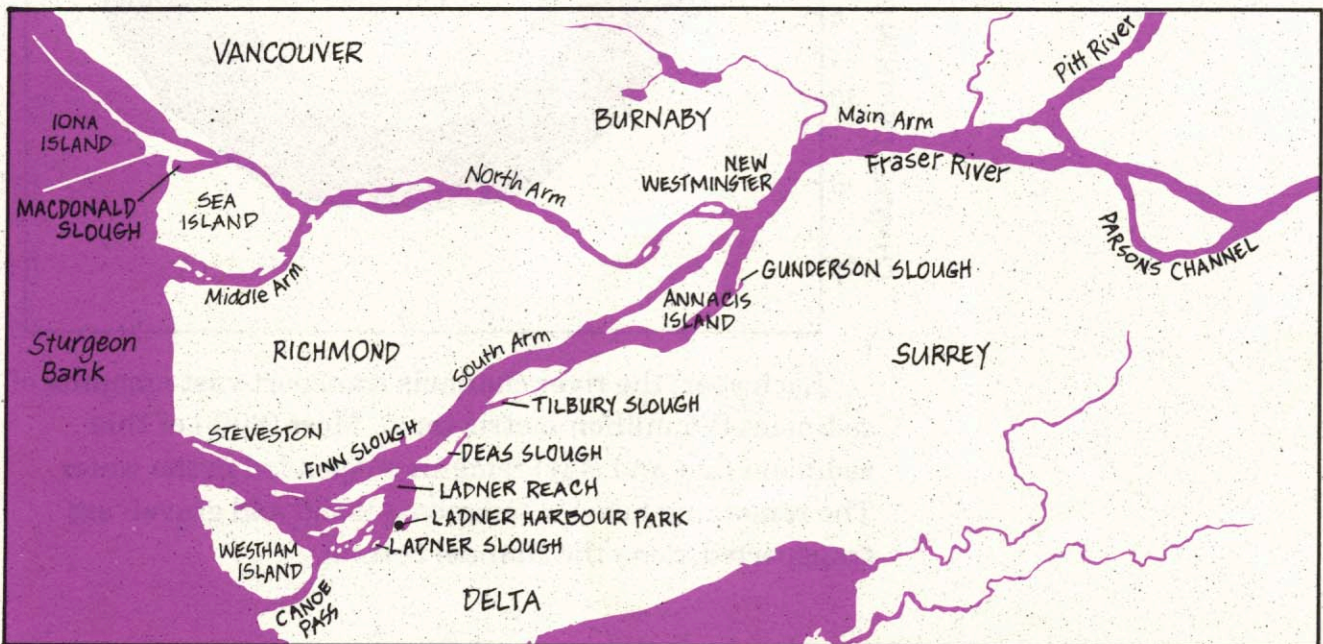 VANCOUVER
Pitt River
IONA
ISLAND
BURNABY
Main Arm
Fraser River
NEW
WESTMINSTER
North Arm
MACDONALD
SLOUGH
SEA
ISLAND
PARSONS CHANNEL
GUNDERSON SLOUGH
Middle Arm
ANNACIS
ISLAND
Sturgeon
Bank
RICHMOND
South Arm
SURREY
TILBURY SLOUGH
STEVESTON
FINN SLOUGH
DEAS SLOUGH
LADNER REACH
LADNER HARBOUR PARK
LADNER SLOUGH
WESTHAM
ISLAND
CANOE
PASS
DELTA